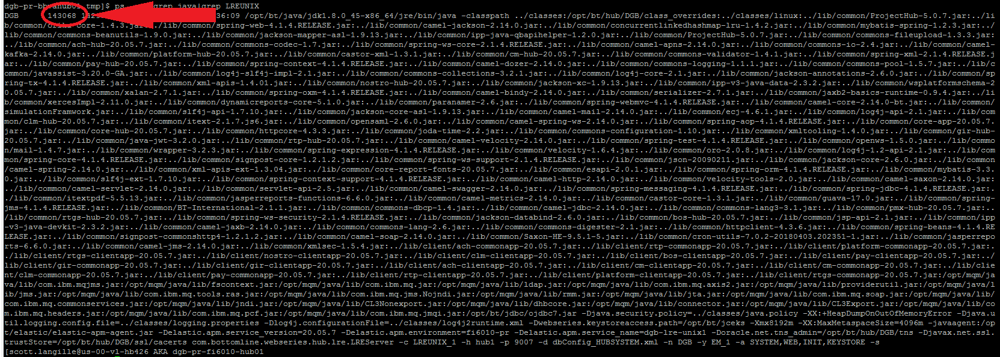 dgb-pr-bbvahub01 tmp]$ ps grep java|grep LREUNIX
DGB 143068 36:09 /opt/bt/java/jdk1.8.0_45-x86_64/jre/bin/java -classpath ../classes:/opt/bt/hub/DGB/class_overrides:../classes/linux:../lib/common/ProjectHub-5.0.7.jar:../li
b/common/oribi-core-1.4.3.jar:../lib/common/spring-web-4.1.4.RELEASE.jar:../lib/common/camel-jackson-2.14.0.jar:../lib/common/concurrentlinkedhashmap-lru-1.4.2.jar:../lib/common/mybatis-spring-1.2.3.jar:../
lib/common/commons-beanutils-1.9.0.jar:../lib/common/jackson-mapper-asl-1.9.13.jar:../lib/common/ipp-java-qbapihelper-1.2.0.jar:../lib/common/ProjectHub-5.0.7.jar:../lib/common/commons-fileupload-1.3.3.jar:
../lib/common/ach-hub-20.05.7.jar:../lib/common/commons-codec-1.7.jar:../lib/common/spring-ws-core-2.1.4.RELEASE.jar:../lib/common/camel-apns-2.14.0.jar:../lib/common/commons-io-2.4.jar:../lib/common/camel-
kafka-2.14.0.jar:../lib/common/platform-hub-20.05.7.jar:../lib/common/castor-xml-1.3.1.jar:../lib/common/cm-hub-20.05.7.jar:../lib/common/commons-validator-1.4.1.jar:../lib/common/spring-xml-2.1.4.RELEASE.j
ar:../lib/common/pay-hub-20.05.7.jar:../lib/common/spring-context-4.1.4.RELEASE.jar:../lib/common/camel-dozer-2.14.0.jar:../lib/common/commons-logging-1.1.1.jar:../lib/common/commons-pool-1.5.7.jar:../lib/c
ommon/javassist-3.20.0-GA.jar:../lib/common/log4j-slf4j-impl-2.1.jar:../lib/common/commons-collections-3.2.1.jar:../lib/common/log4j-core-2.1.jar:../lib/common/jackson-annotations-2.6.0.jar:../lib/common/sp
ring-tx-4.1.4.RELEASE.jar:../lib/common/xml-apis-1.4.01.jar:../lib/common/nostro-hub-20.05.7.jar:../lib/common/jackson-xc-1.9.13.jar:../lib/common/ipp-v3-java-data-2.3.2.jar:../lib/common/wsplatformschema-2
0.05.7.jar:../lib/common/xalan-2.7.1.jar:../lib/common/spring-oxm-4.1.4.RELEASE.jar:../lib/common/camel-bindy-2.14.0.jar:../lib/common/serializer-2.7.1.jar:../lib/common/jaxb2-basics-runtime-0.9.4.jar:../li
b/common/xercesImpl-2.11.0.jar:../lib/common/dynamicreports-core-5.1.0.jar:../lib/common/paranamer-2.6.jar:../lib/common/spring-webmvc-4.1.4.RELEASE.jar:../lib/common/camel-core-2.14.0-bt.jar:../lib/common/
simulationFramwork.jar:../lib/common/slf4j-api-1.7.10.jar:../lib/common/jackson-core-asl-1.9.13.jar:../lib/common/camel-mail-2.14.0.jar:../lib/common/ecj-4.6.1.jar:../lib/common/log4j-api-2.1.jar:../lib/com
mon/clm-hub-20.05.7.jar:../lib/common/itext-2.1.7.js6.jar:../lib/common/opensaml-2.6.0.jar:../lib/common/camel-spring-ws-2.14.0.jar:../lib/common/spring-aop-4.1.4.RELEASE.jar:../lib/common/core-app-20.05.7.
jar:../lib/common/core-hub-20.05.7.jar:../lib/common/httpcore-4.3.3.jar:../lib/common/joda-time-2.2.jar:../lib/common/commons-configuration-1.10.jar:../lib/common/xmltooling-1.4.0.jar:../lib/common/gir-hub-
20.05.7.jar:../lib/common/java-jwt-3.2.0.jar:../lib/common/rtp-hub-20.05.7.jar:../lib/common/camel-velocity-2.14.0.jar:../lib/common/spring-test-4.1.4.RELEASE.jar:../lib/common/openws-1.5.0.jar:../lib/commo
n/mail-1.4.7.jar:../lib/common/wrapper-3.2.3.jar:../lib/common/spring-expression-4.1.4.RELEASE.jar:../lib/common/velocity-1.6.4.jar:../lib/common/oro-2.0.8.jar:../lib/common/log4j-1.2-api-2.1.jar:../lib/com
mon/spring-core-4.1.4.RELEASE.jar:../lib/common/signpost-core-1.2.1.2.jar:../lib/common/spring-ws-support-2.1.4.RELEASE.jar:../lib/common/json-20090211.jar:../lib/common/jackson-core-2.6.0.jar:../lib/common
/camel-spring-2.14.0.jar:../lib/common/xml-apis-ext-1.3.04.jar:../lib/common/core-report-fonts-20.05.7.jar:../lib/common/esapi-2.0.1.jar:../lib/common/spring-orm-4.1.4.RELEASE.jar:../lib/common/mybatis-3.3.
0.jar:../lib/common/slf4j-ext-1.7.10.jar:../lib/common/spring-context-support-4.1.4.RELEASE.jar:../lib/common/camel-http-2.14.0.jar:../lib/common/velocity-tools-2.0.jar:../lib/common/camel-saxon-2.14.0.jar:
../lib/common/camel-servlet-2.14.0.jar:../lib/common/servlet-api-2.5.jar:../lib/common/camel-swagger-2.14.0.jar:../lib/common/spring-messaging-4.1.4.RELEASE.jar:../lib/common/spring-jdbc-4.1.4.RELEASE.jar:.
./lib/common/itextpdf-5.5.13.jar:../lib/common/jasperreports-functions-6.6.0.jar:../lib/common/camel-metrics-2.14.0.jar:../lib/common/castor-core-1.3.1.jar:../lib/common/guava-17.0.jar:../lib/common/spring-
jms-4.1.4.RELEASE.jar:../lib/common/BT-International-2.1.1.jar:../lib/common/commons-dbcp-1.4.jar:../lib/common/camel-jdbc-2.14.0.jar:../lib/common/commons-lang3-3.1.jar:../lib/common/pmx-hub-20.05.7.jar:..
/lib/common/rtgs-hub-20.05.7.jar:../lib/common/spring-ws-security-2.1.4.RELEASE.jar:../lib/common/jackson-databind-2.6.0.jar:../lib/common/bos-hub-20.05.7.jar:../lib/common/jsp-api-2.1.jar:../lib/common/ipp
-v3-java-devkit-2.3.2.jar:../lib/common/camel-jaxb-2.14.0.jar:../lib/common/commons-lang-2.6.jar:../lib/common/commons-digester-2.1.jar:../lib/common/httpclient-4.3.6.jar:../lib/common/spring-beans-4.1.4.RE
LEASE.jar:../lib/common/signpost-commonshttp4-1.2.1.2.jar:../lib/common/camel-soap-2.14.0.jar:../lib/common/Saxon-HE-9.5.1-5.jar:../lib/common/cron-utils-7.0.2-20180403.202351-1.jar:../lib/common/jasperrepo
rts-6.6.0.jar:../lib/common/camel-jms-2.14.0.jar:../lib/common/xmlsec-1.5.4.jar:../lib/client/ach-commonapp-20.05.7.jar:../lib/client/rtp-commonapp-20.05.7.jar:../lib/client/platform-commonapp-20.05.7.jar:.
./lib/client/rtgs-clientapp-20.05.7.jar:../lib/client/nostro-clientapp-20.05.7.jar:../lib/client/clm-clientapp-20.05.7.jar:../lib/client/bos-clientapp-20.05.7.jar:../lib/client/pay-clientapp-20.05.7.jar:../
lib/client/gir-commonapp-20.05.7.jar:../lib/client/gir-clientapp-20.05.7.jar:../lib/client/ach-clientapp-20.05.7.jar:../lib/client/cm-clientapp-20.05.7.jar:../lib/client/cm-commonapp-20.05.7.jar:../lib/clie
nt/clm-commonapp-20.05.7.jar:../lib/client/pay-commonapp-20.05.7.jar:../lib/client/rtp-clientapp-20.05.7.jar:../lib/client/platform-clientapp-20.05.7.jar:../lib/client/rtgs-commonapp-20.05.7.jar:/opt/mqm/ja
va/lib/com.ibm.mqjms.jar:/opt/mqm/java/lib/fscontext.jar:/opt/mqm/java/lib/com.ibm.mq.jar:/opt/mqm/java/lib/ldap.jar:/opt/mqm/java/lib/com.ibm.mq.axis2.jar:/opt/mqm/java/lib/providerutil.jar:/opt/mqm/java/l
ib/jms.jar:/opt/mqm/java/lib/com.ibm.mq.tools.ras.jar:/opt/mqm/java/lib/com.ibm.mq.jms.Nojndi.jar:/opt/mqm/java/lib/rmm.jar:/opt/mqm/java/lib/jta.jar:/opt/mqm/java/lib/com.ibm.mq.soap.jar:/opt/mqm/java/lib/
com.ibm.mq.commonservices.jar:/opt/mqm/java/lib/jndi.jar:/opt/mqm/java/lib/CL3Nonexport.jar:/opt/mqm/java/lib/dhbcore.jar:/opt/mqm/java/lib/connector.jar:/opt/mqm/java/lib/CL3Export.jar:/opt/mqm/java/lib/co
m.ibm.mq.headers.jar:/opt/mqm/java/lib/com.ibm.mq.pcf.jar:/opt/mqm/java/lib/com.ibm.mq.jmqi.jar:/opt/bt/jdbc/ojdbc7.jar -Djava.security.policy=../classes/java.policy -XX:+HeapDumpOnOutOfMemoryError -Djava.u
til.logging.config.file=../classes/logging.properties -Dlog4j.configurationFile=../classes/log4j2runtime.xml -Dwebseries.keystoreaccess.path=/opt/bt/jceks -Xmx8192m -XX:MaxMetaspaceSize=4096m -javaagent:/op
t/elastic/elastic-apm-agent.jar -Delastic.apm.service_version=20.05.7 -Delastic.apm.environment=fi6010-pr -Delastic.apm.service_name=dgb-lre-unix1 -Doracle.net.tns_admin=/opt/bt/hub/DGB/tns -Djavax.net.ssl.
trustStore=/opt/bt/hub/DGB/ssl/cacerts com.bottomline.webseries.hub.lre.LREServer -c LREUNIX_1 -h hub1 -p 9007 -d dbConfig_HUBSYSTEM.xml -n DGB -y EM_1 -a SYSTEM,WEB,INIT,KEYSTORE -s
[scott.langille@us-00-vl-hb426 AKA dgb-pr-fi6010-hub01